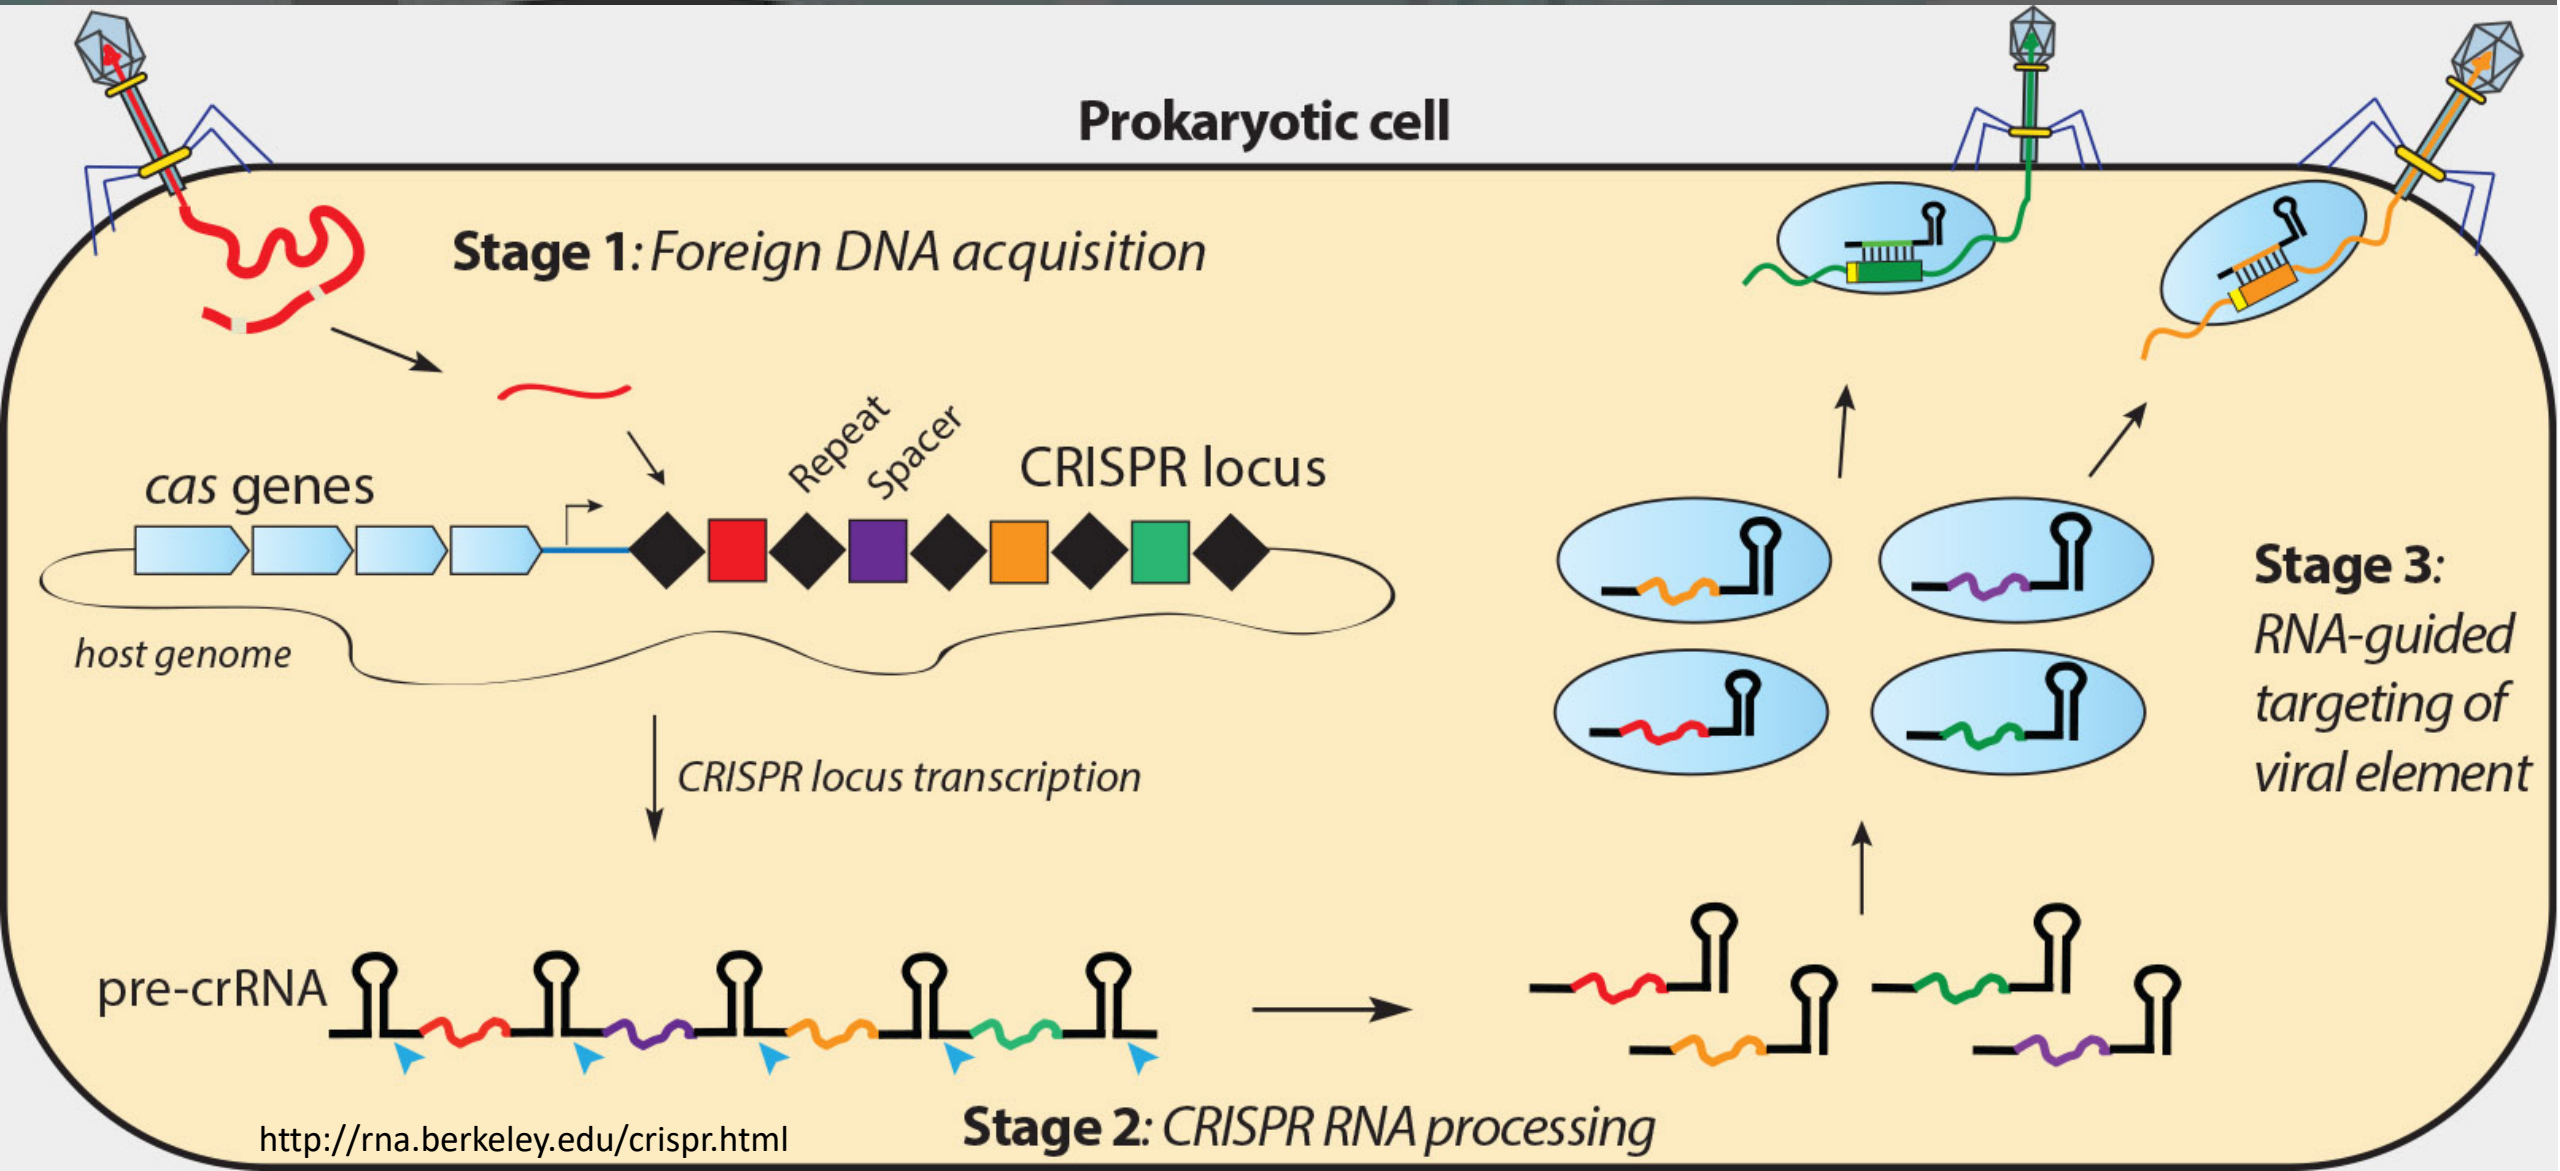 Prokaryotic cell
Stage 1: Foreign DNA acquisition
Repeat
Spacer
CRISPR locus
cas genes
host genome
CRISPR locus transcription
pre-crRNA
Stage 2: CRISPR RNA processing
http://rna.berkeley.edu/crispr.html
Stage 3:
RNA-guided
targeting of
viral element